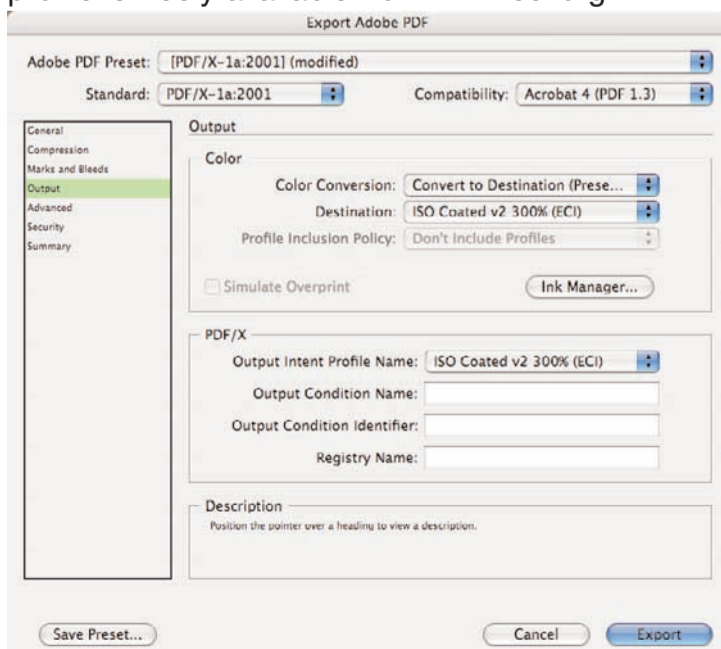 Export Adobe PDF
Adobe PDF Preset: [PDF/X-1a:2001] (modified)
Standard: PDF/X-1a:2001 Compatibility: Acrobat 4 (PDF 1.3)
General
Compression
Marks and Bleeds
Output
Advanced
Security
Summary
Output
Color
Color Conversion: Convert to Destination (Prese...
Destination: ISO Coated v2 300% (ECI)
Profile Inclusion Policy: Don't Include Profiles
Simulate Overprint Ink Manager...
PDF/X
Output Intent Profile Name: ISO Coated v2 300% (ECI)
Output Condition Name:
Output Condition Identifier:
Registry Name:
Description
Position the pointer over a heading to view a description.
Save Preset... Cancel Export